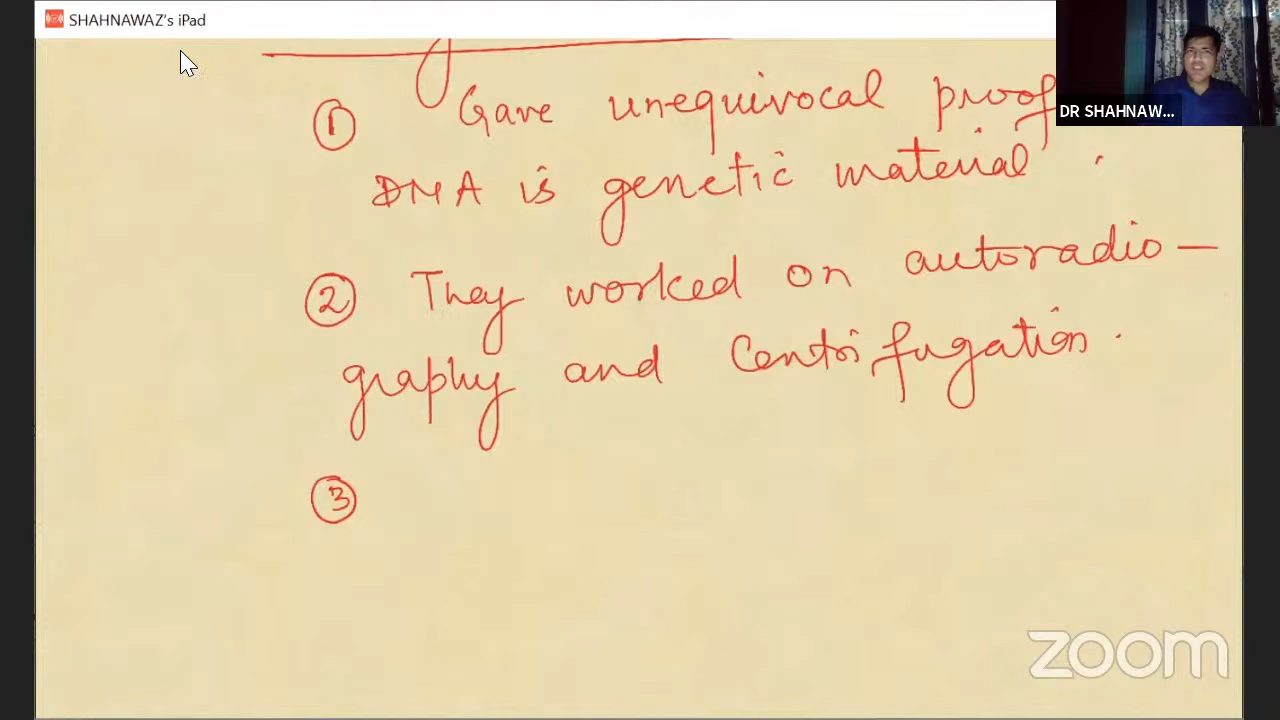 SHAHNAWAZ's iPad
DR SHAHNAW...
① Gave unequivocal proof
DNA is genetic material.
② They worked on autoradio-
graphy and Centrifugation.
③
zoom